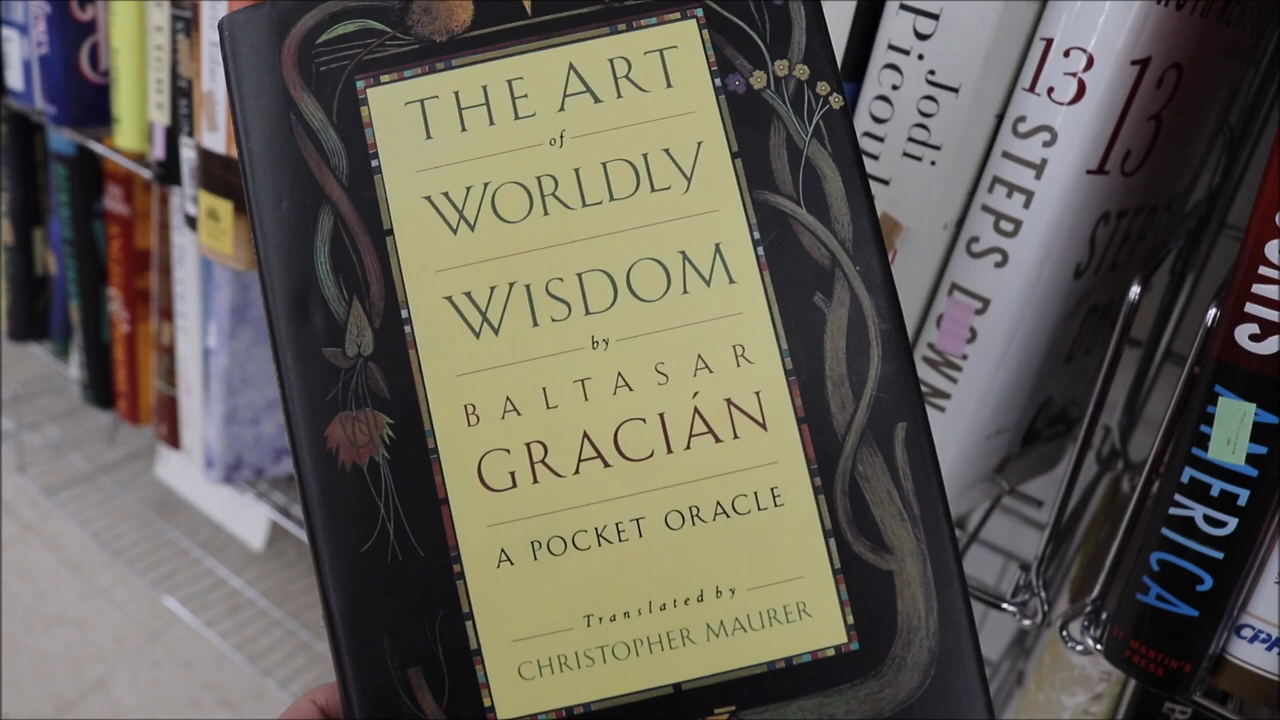 THE ART
of
WORLDLY
WISDOM
by
BALTASAR
GRACIÁN
A POCKET ORACLE
Translated by
CHRISTOPHER MAURER
Jodi
Picoult
13
STEPS DOWN
13
STEPS
AMERICA
ST. MARTIN'S
PRESS